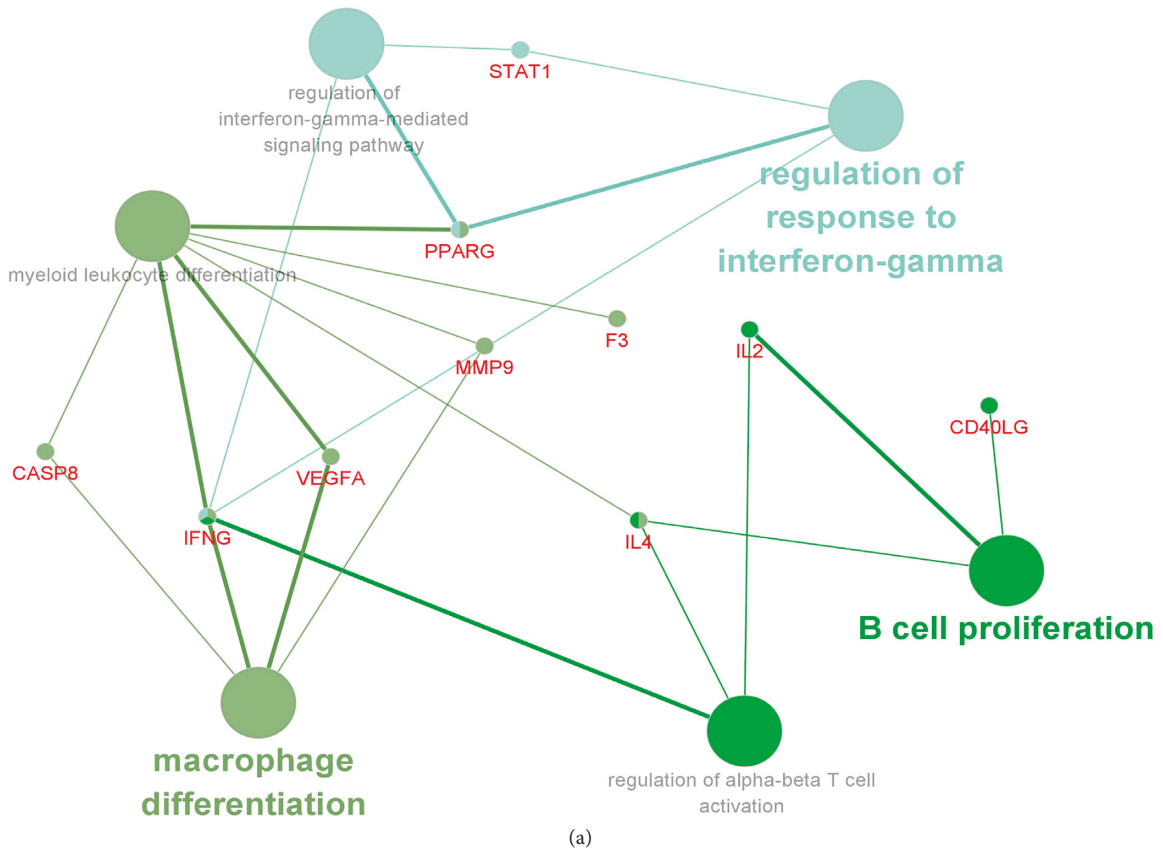 STAT1
regulation of
interferon-gamma-mediated
signaling pathway
regulation of
response to
interferon-gamma
PPARG
myeloid leukocyte differentiation
F3
IL2
MMP9
CD40LG
CASP8
VEGFA
IFNG
IL4
B cell proliferation
macrophage
differentiation
regulation of alpha-beta T cell
activation
(a)